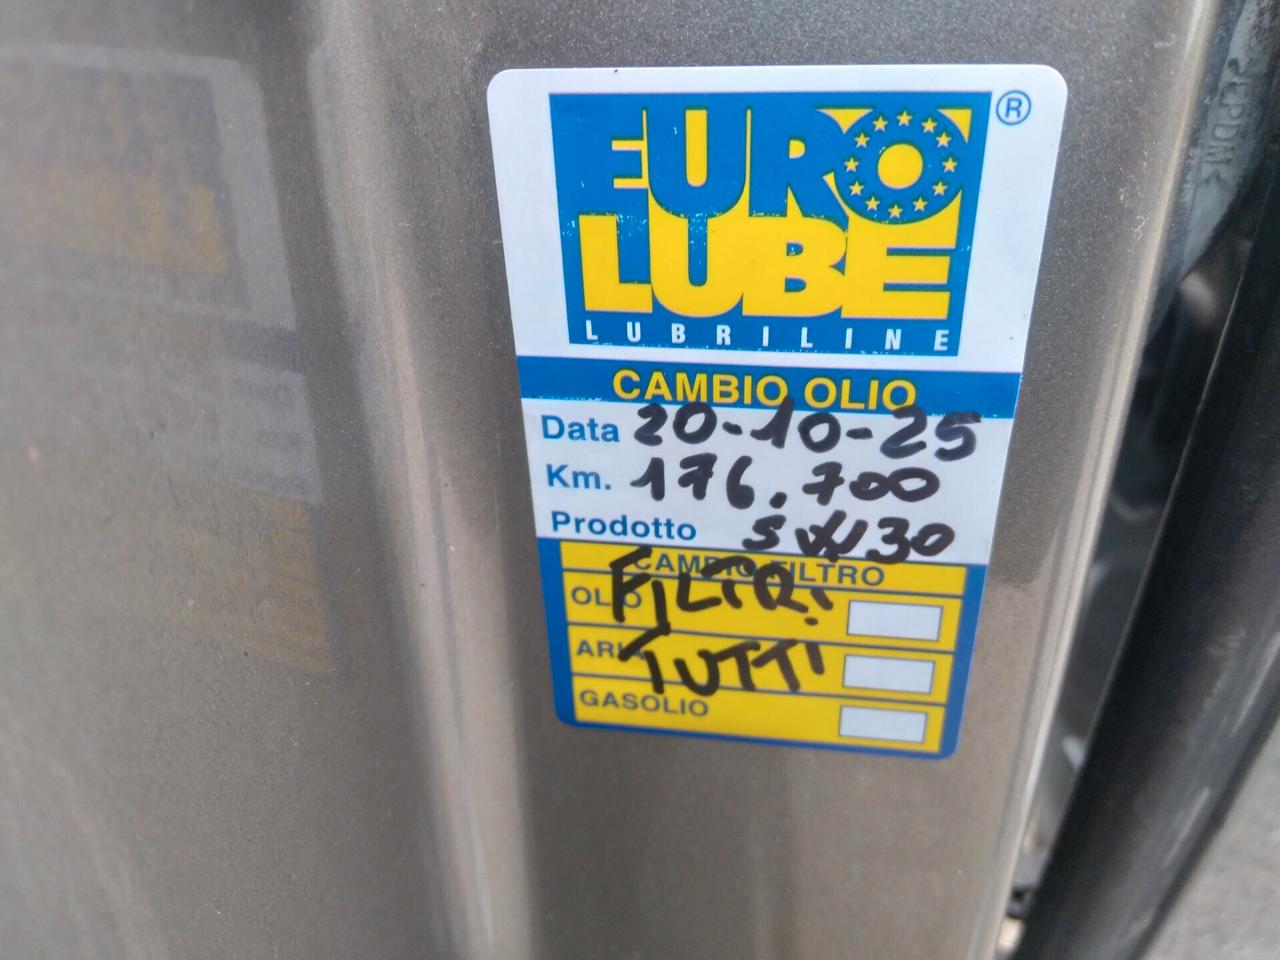 EURO ®
LUBE
LUBRILINE
CAMBIO OLIO
Data 20-10-25
Km. 176.700
Prodotto 5W30
CAMBIO FILTRO
FILTRI
OLIO
TUTTI
ARIA
GASOLIO